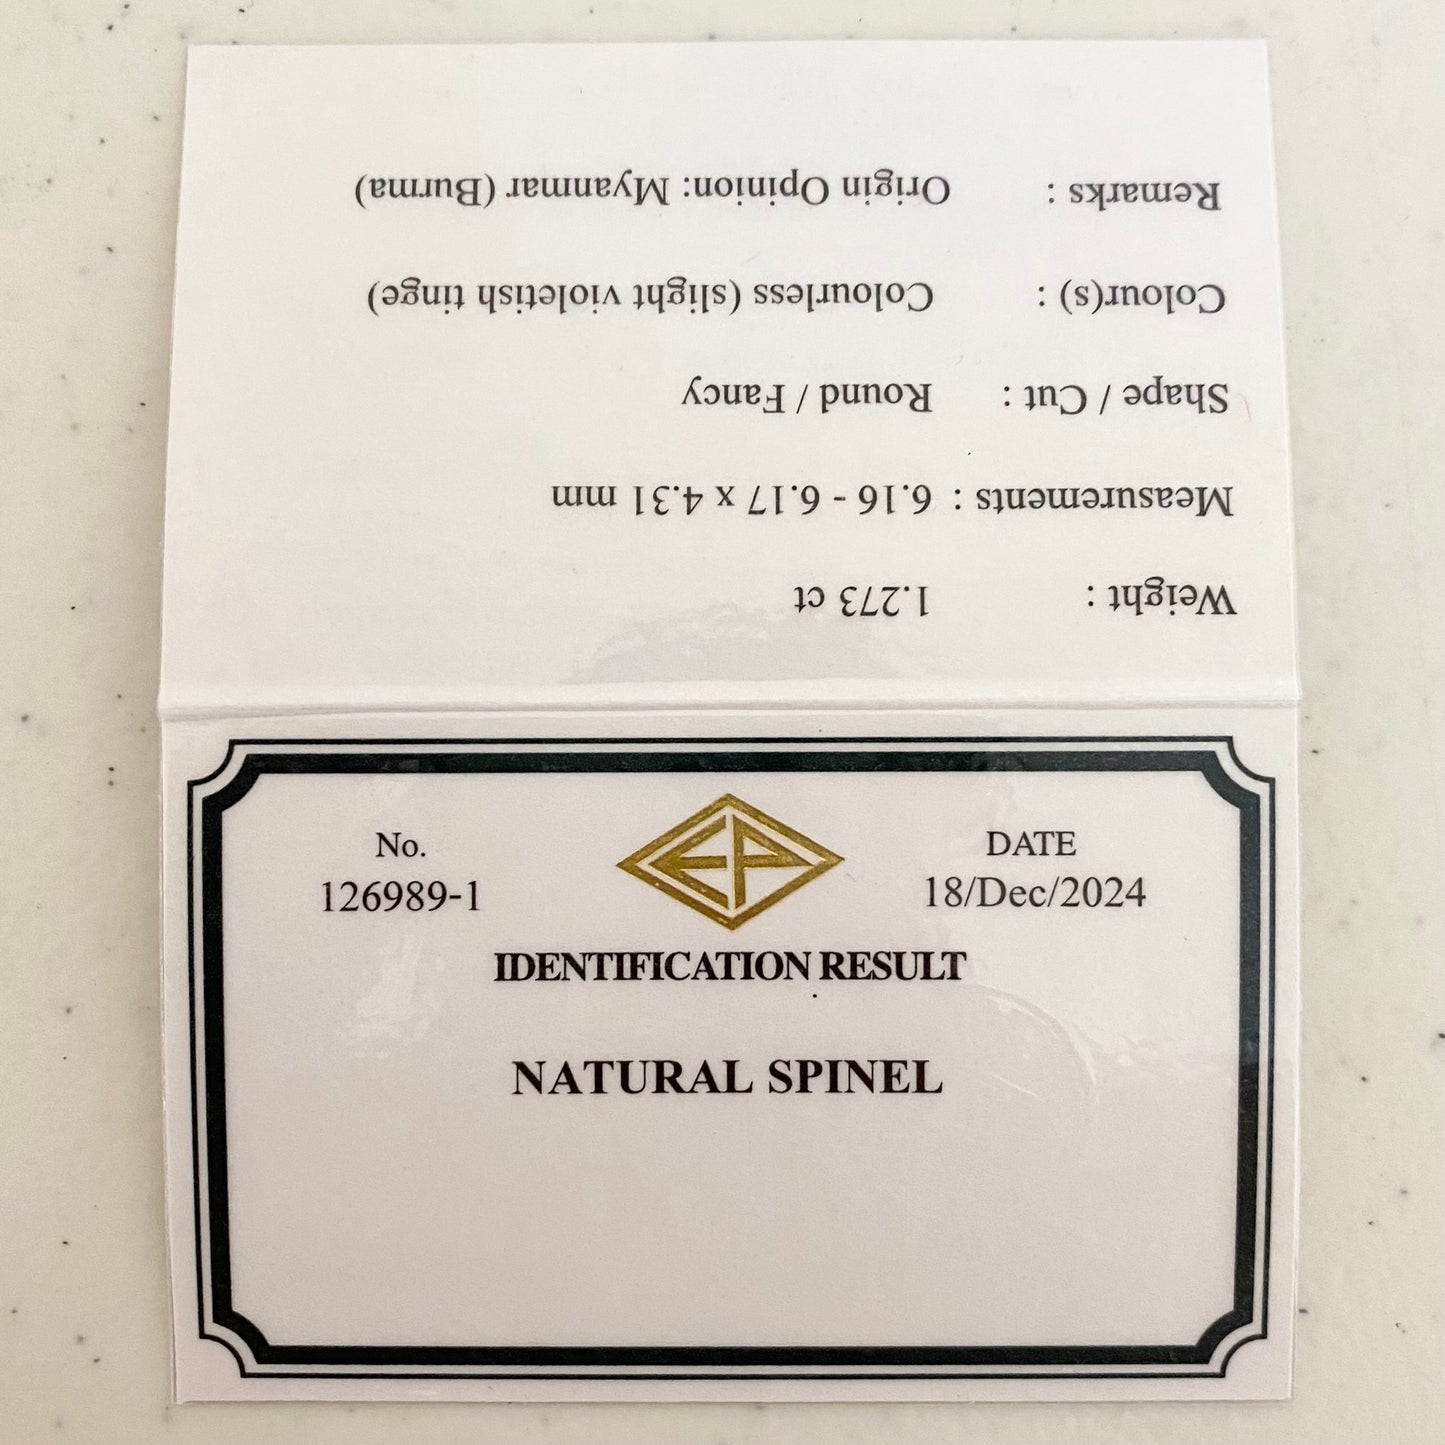 Weight : 1.273 ct
Measurements : 6.16 - 6.17 x 4.31 mm
Shape / Cut : Round / Fancy
Colour(s) : Colourless (slight violetish tinge)
Remarks : Origin Opinion: Myanmar (Burma)
EP
No. DATE
126989-1 18/Dec/2024
IDENTIFICATION RESULT
NATURAL SPINEL